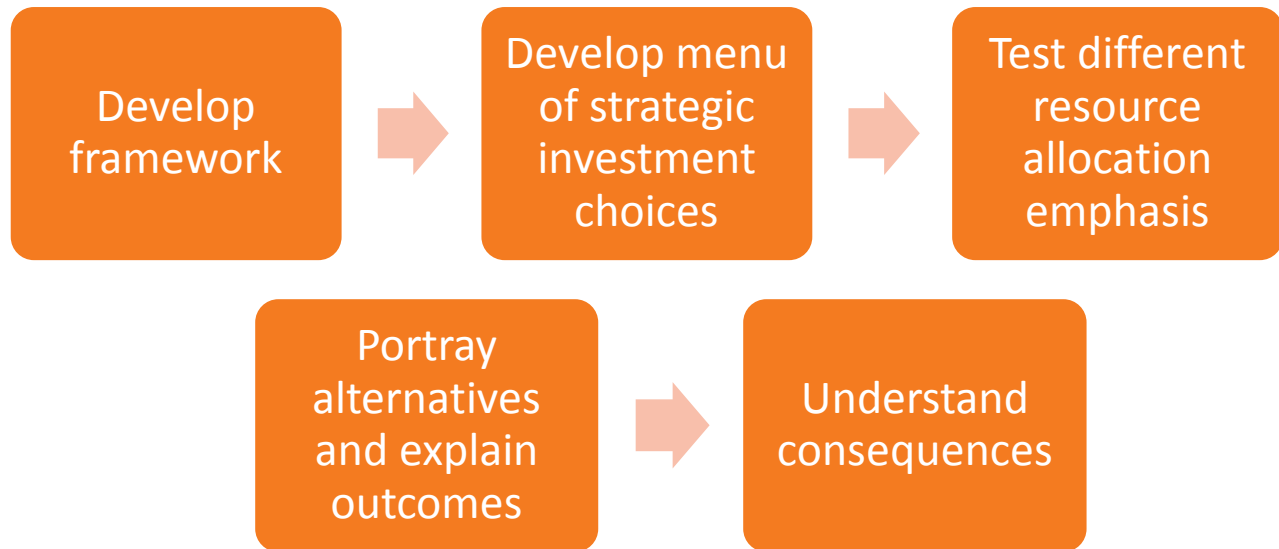 Develop
framework
Develop menu
of strategic
investment
choices
Test different
resource
allocation
emphasis
Portray
alternatives
and explain
outcomes
Understand
consequences